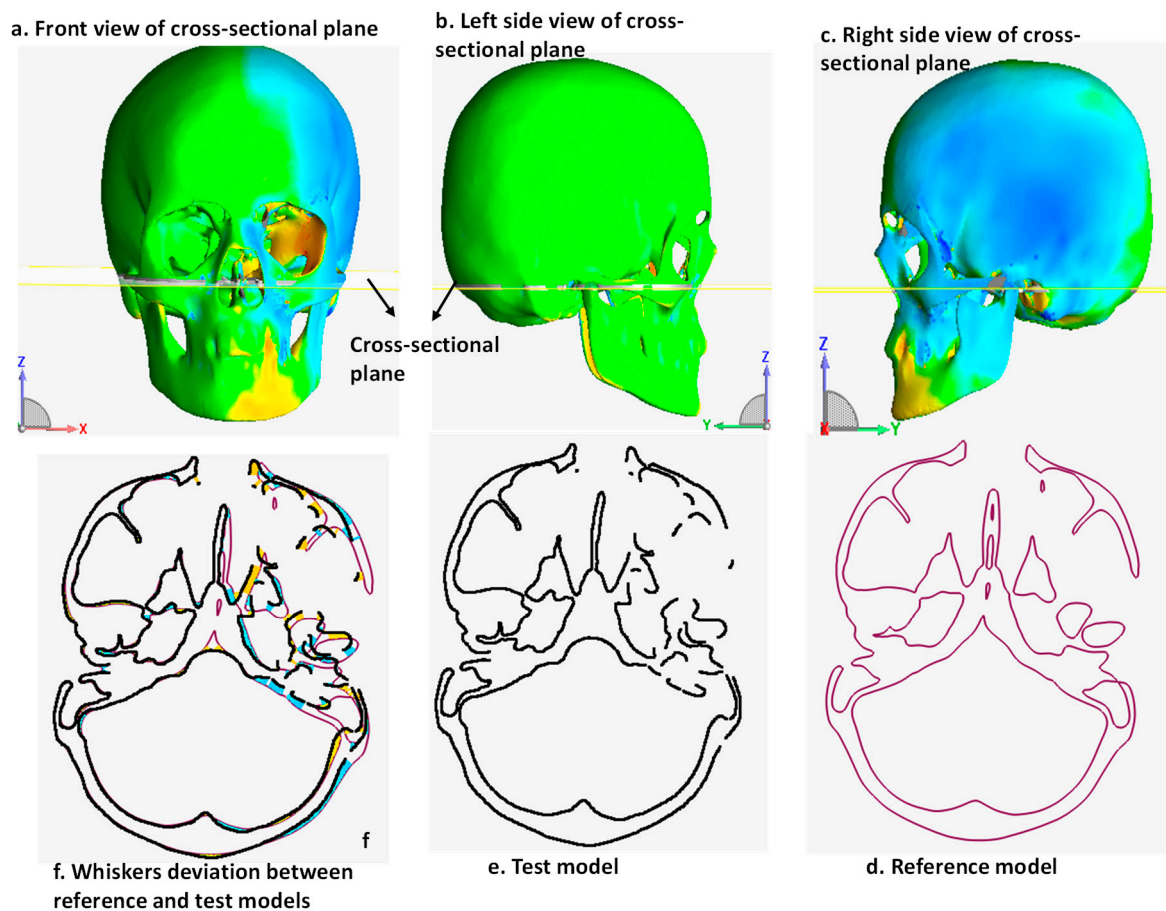 a. Front view of cross-sectional plane
b. Left side view of cross-
sectional plane
c. Right side view of cross-
sectional plane
Cross-sectional
plane
Z
X
Z
Y
Z
X
Y
f
f. Whiskers deviation between
reference and test models
e. Test model
d. Reference model